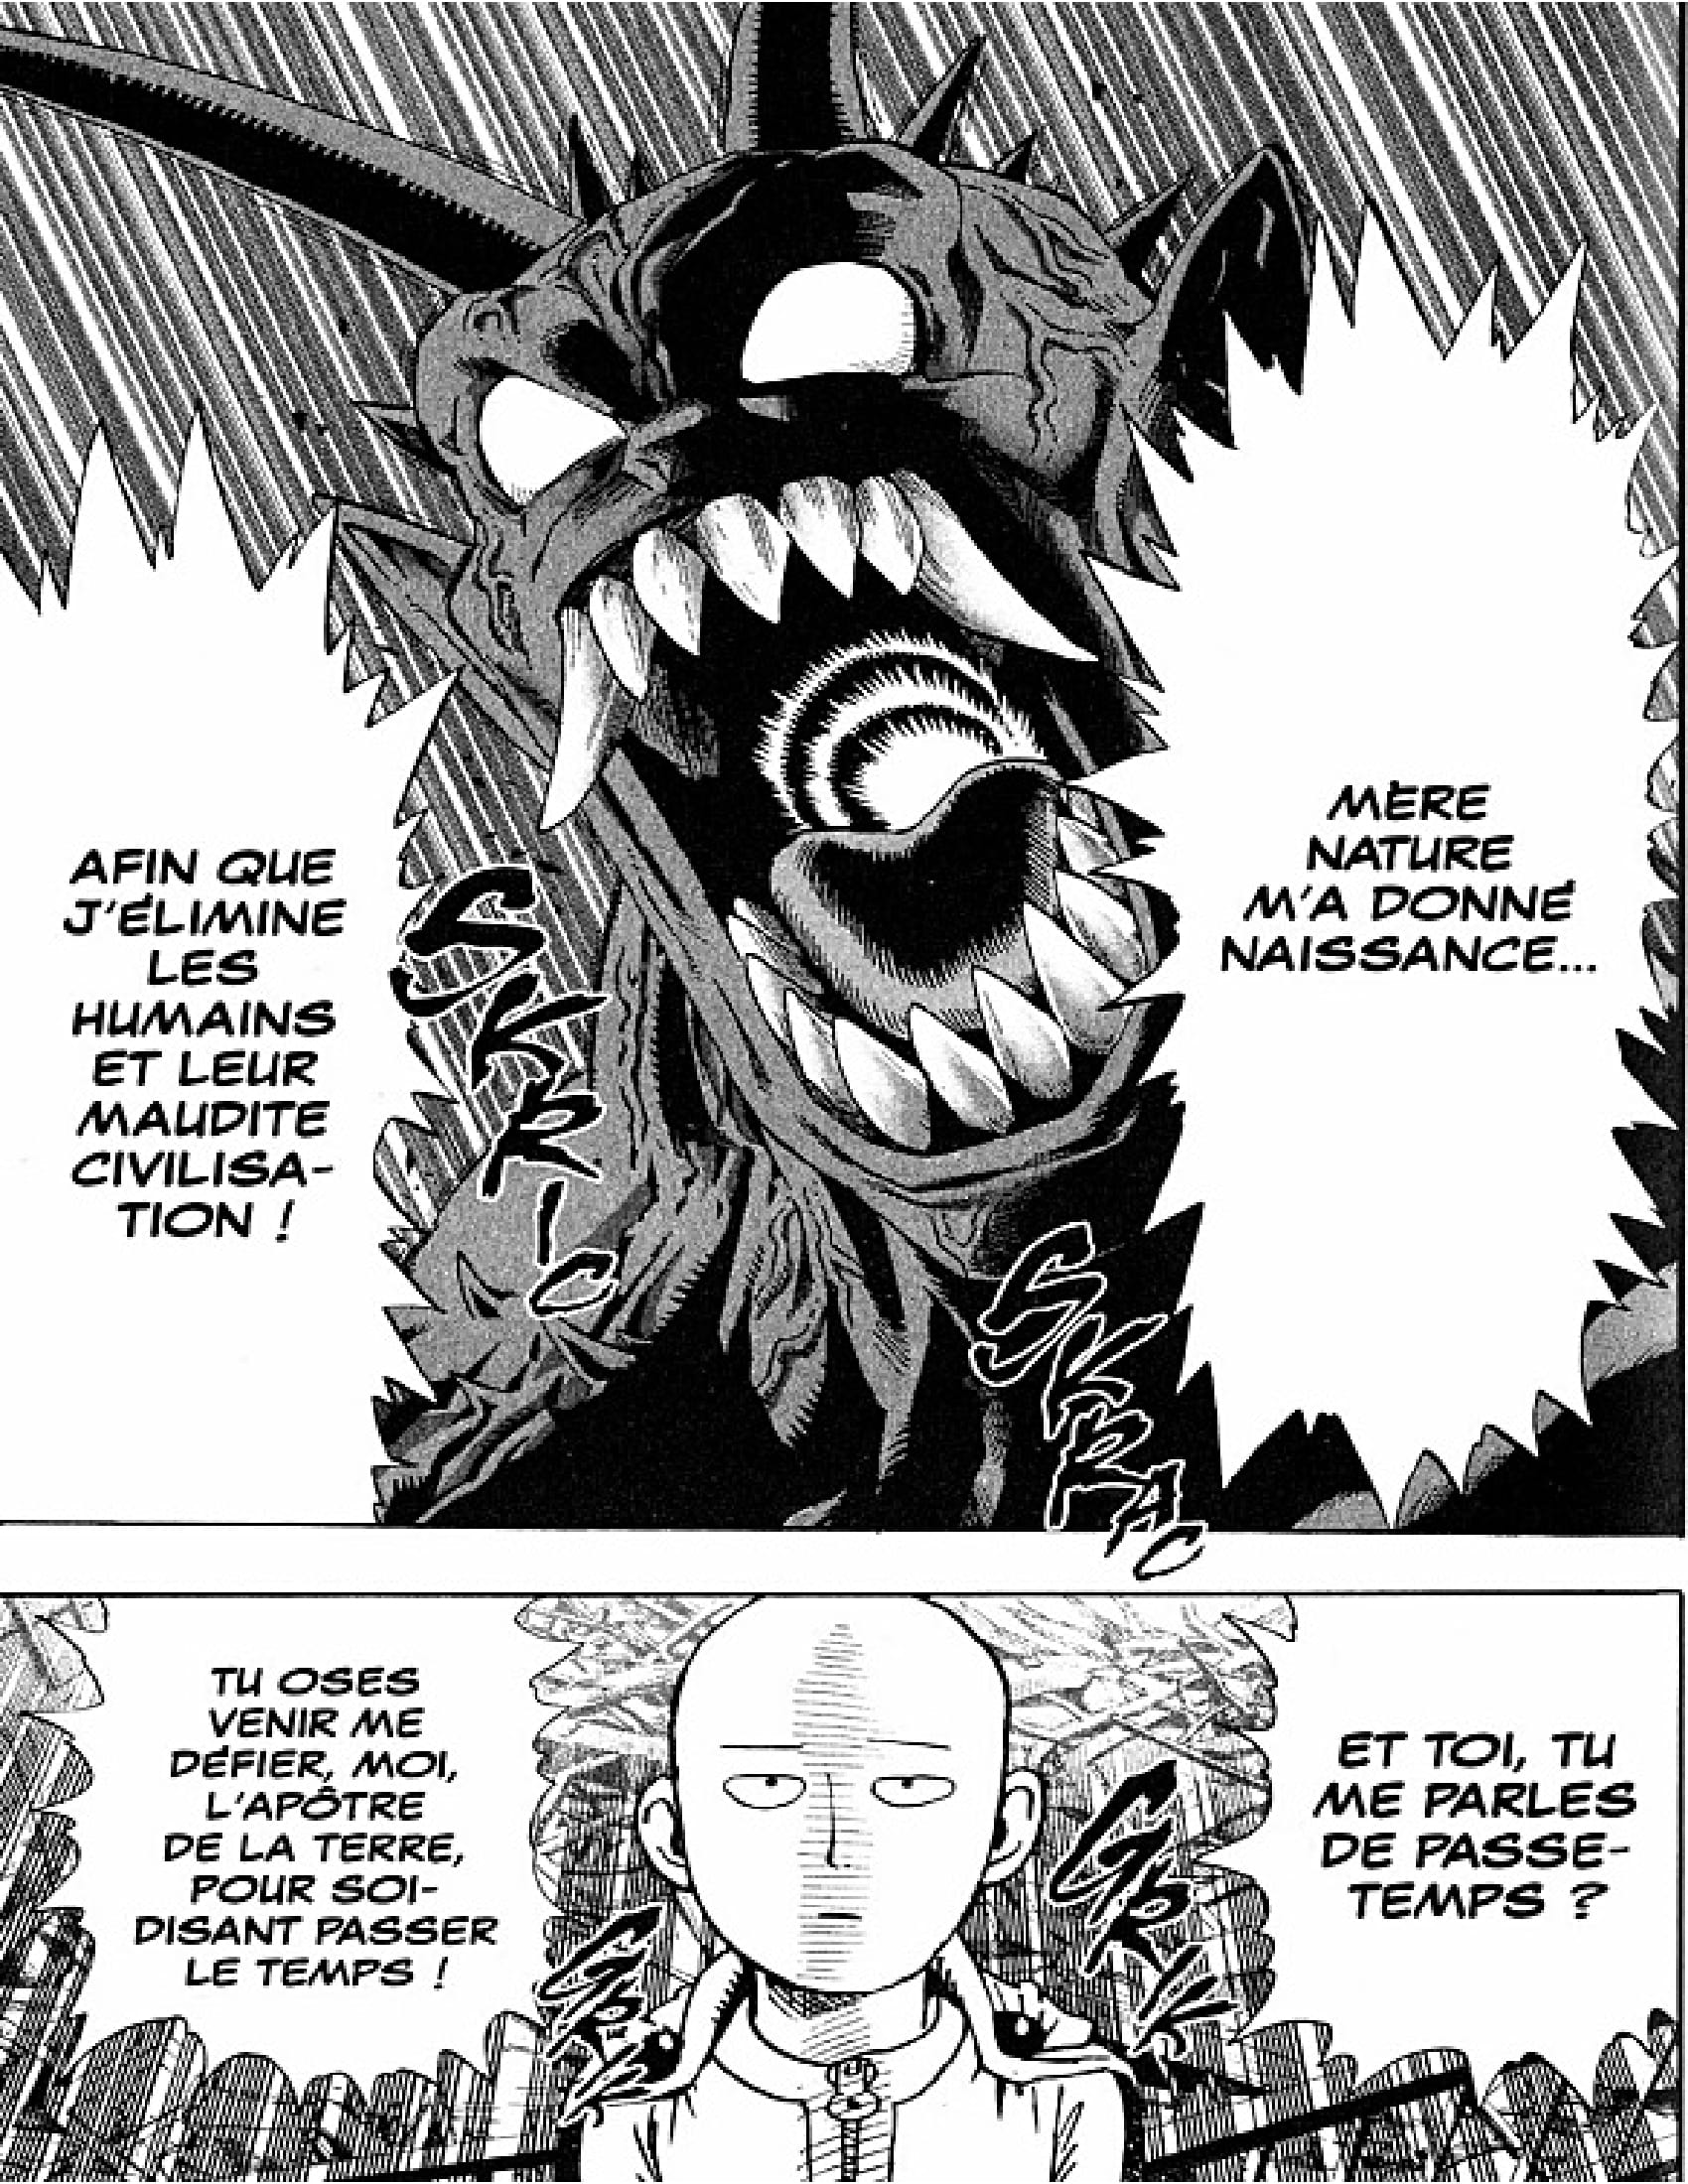 MÈRE
NATURE
M'A DONNÉ
NAISSANCE...
AFIN QUE
J'ÉLIMINE
LES
HUMAINS
ET LEUR
MAUDITE
CIVILISA-
TION !
SKRIC
SKRRAC
ET TOI, TU
ME PARLES
DE PASSE-
TEMPS ?
TU OSES
VENIR ME
DÉFIER, MOI,
L'APÔTRE
DE LA TERRE,
POUR SOI-
DISANT PASSER
LE TEMPS !